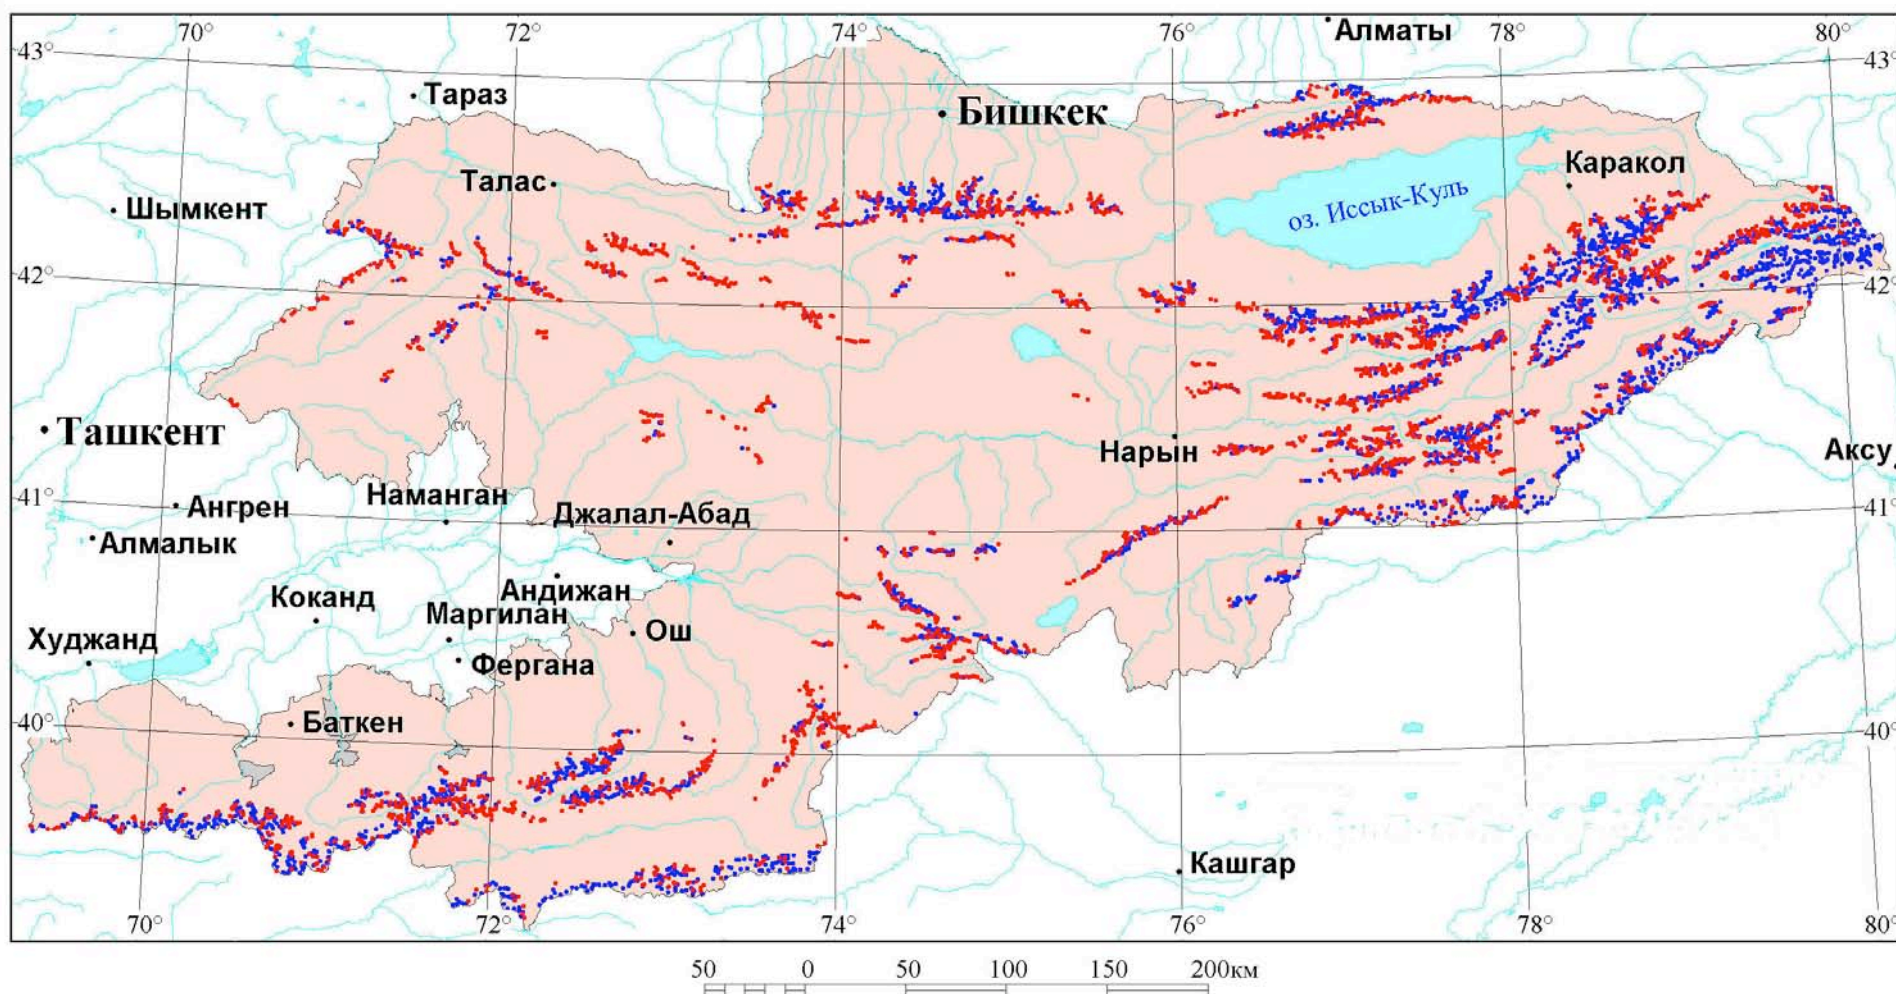 70°
72°
74°
76°
Алматы
78°
80°
43°
43°
Тараз
Бишкек
Талас
Каракол
Шымкент
оз. Иссык-Куль
42°
42°
Ташкент
Нарын
Аксу
41°
Наманган
41°
Ангрен
Джалал-Абад
Алмалык
Андижан
Коканд
Маргилан
Худжанд
Ош
Фергана
40°
Баткен
40°
Кашгар
70°
72°
74°
76°
78°
80°
50 0 50 100 150 200км